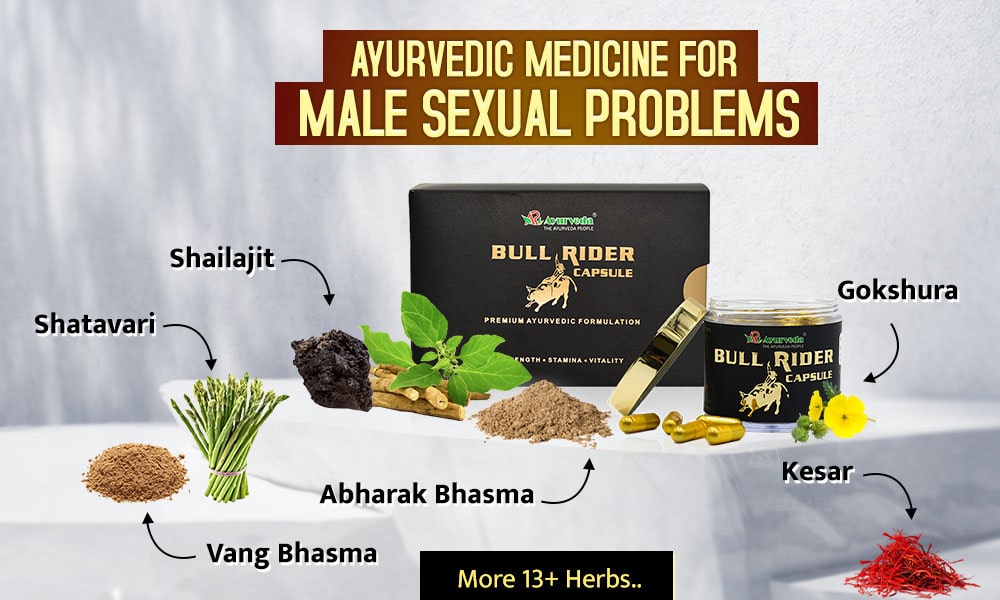 AYURVEDIC MEDICINE FOR
MALE SEXUAL PROBLEMS
Ayurveda®
THE AYURVEDA PEOPLE
BULL RIDER
CAPSULE
PREMIUM AYURVEDIC FORMULATION
STAMINA • VITALITY
Shailajit
Shatavari
Gokshura
Ayurveda®
THE AYURVEDA PEOPLE
BULL RIDER
CAPSULE
Abharak Bhasma
Kesar
Vang Bhasma
More 13+ Herbs..